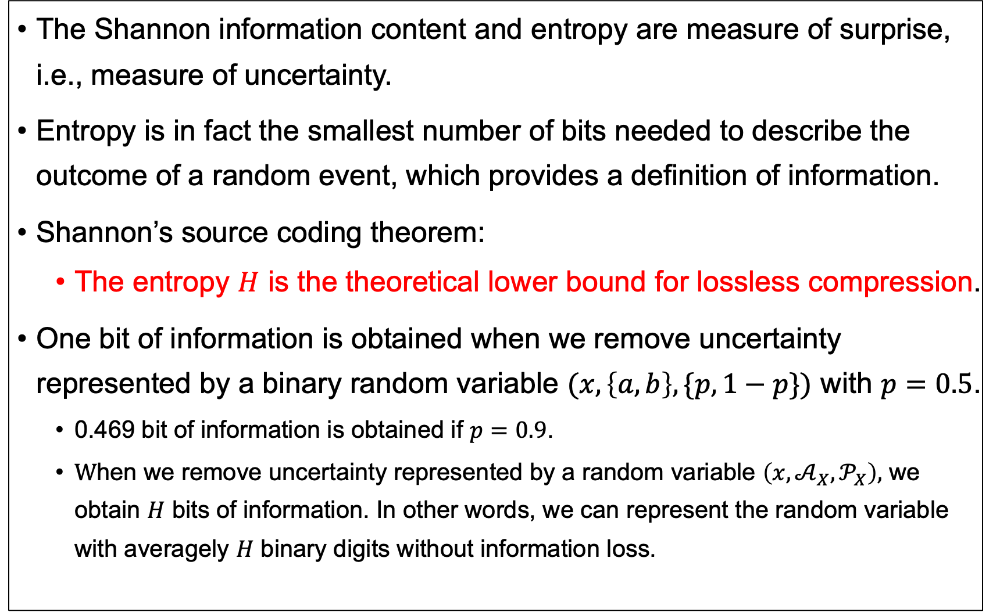 • The Shannon information content and entropy are measure of surprise,
i.e., measure of uncertainty.
• Entropy is in fact the smallest number of bits needed to describe the
outcome of a random event, which provides a definition of information.
• Shannon’s source coding theorem:
• The entropy 𝐻 is the theoretical lower bound for lossless compression.
• One bit of information is obtained when we remove uncertainty
represented by a binary random variable (𝑥, {𝑎, 𝑏}, {𝑝, 1 − 𝑝}) with 𝑝 = 0.5.
• 0.469 bit of information is obtained if 𝑝 = 0.9.
• When we remove uncertainty represented by a random variable (𝑥, 𝒜_𝑋, 𝒫_𝑋), we
obtain 𝐻 bits of information. In other words, we can represent the random variable
with averagely 𝐻 binary digits without information loss.